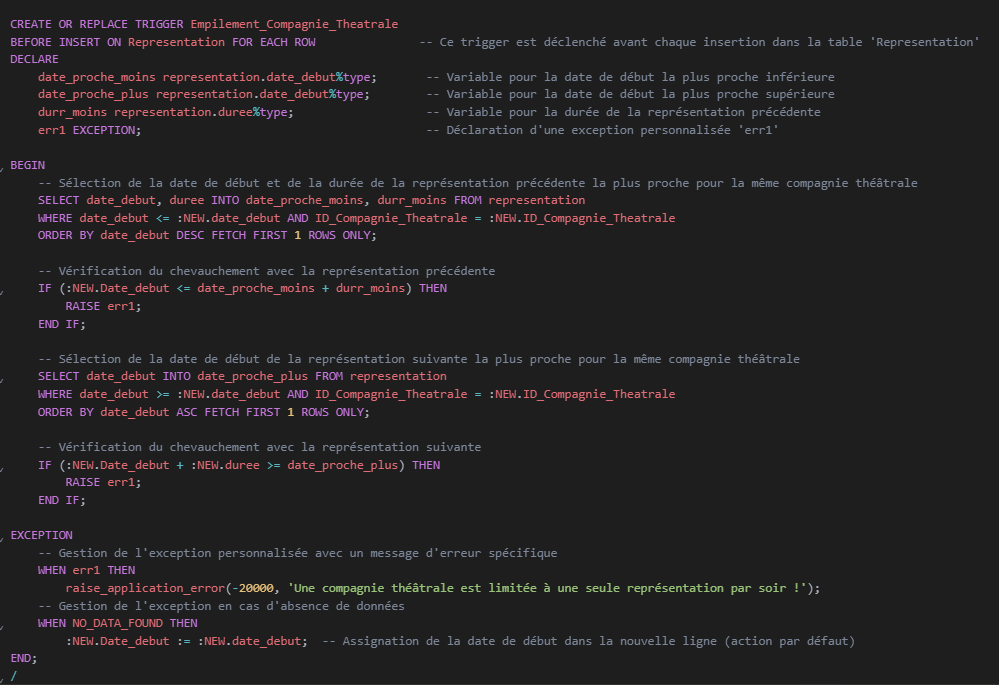 CREATE OR REPLACE TRIGGER Empilement_Compagnie_Theatrale
BEFORE INSERT ON Representation FOR EACH ROW               -- Ce trigger est déclenché avant chaque insertion dans la table 'Representation'
DECLARE
    date_proche_moins representation.date_debut%type;       -- Variable pour la date de début la plus proche inférieure
    date_proche_plus representation.date_debut%type;        -- Variable pour la date de début la plus proche supérieure
    durr_moins representation.duree%type;                   -- Variable pour la durée de la représentation précédente
    err1 EXCEPTION;                                         -- Déclaration d'une exception personnalisée 'err1'

BEGIN
    -- Sélection de la date de début et de la durée de la représentation précédente la plus proche pour la même compagnie théâtrale
    SELECT date_debut, duree INTO date_proche_moins, durr_moins FROM representation
    WHERE date_debut <= :NEW.date_debut AND ID_Compagnie_Theatrale = :NEW.ID_Compagnie_Theatrale
    ORDER BY date_debut DESC FETCH FIRST 1 ROWS ONLY;

    -- Vérification du chevauchement avec la représentation précédente
    IF (:NEW.Date_debut <= date_proche_moins + durr_moins) THEN
        RAISE err1;
    END IF;

    -- Sélection de la date de début de la représentation suivante la plus proche pour la même compagnie théâtrale
    SELECT date_debut INTO date_proche_plus FROM representation
    WHERE date_debut >= :NEW.date_debut AND ID_Compagnie_Theatrale = :NEW.ID_Compagnie_Theatrale
    ORDER BY date_debut ASC FETCH FIRST 1 ROWS ONLY;

    -- Vérification du chevauchement avec la représentation suivante
    IF (:NEW.Date_debut + :NEW.duree >= date_proche_plus) THEN
        RAISE err1;
    END IF;

EXCEPTION
    -- Gestion de l'exception personnalisée avec un message d'erreur spécifique
    WHEN err1 THEN
        raise_application_error(-20000, 'Une compagnie théâtrale est limitée à une seule représentation par soir !');
    -- Gestion de l'exception en cas d'absence de données
    WHEN NO_DATA_FOUND THEN
        :NEW.Date_debut := :NEW.date_debut;  -- Assignation de la date de début dans la nouvelle ligne (action par défaut)
END;
/